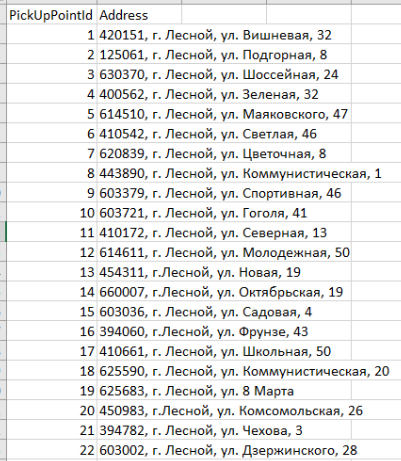 PickUpPointId Address
1 420151, г. Лесной, ул. Вишневая, 32
2 125061, г. Лесной, ул. Подгорная, 8
3 630370, г. Лесной, ул. Шоссейная, 24
4 400562, г. Лесной, ул. Зеленая, 32
5 614510, г. Лесной, ул. Маяковского, 47
6 410542, г. Лесной, ул. Светлая, 46
7 620839, г. Лесной, ул. Цветочная, 8
8 443890, г. Лесной, ул. Коммунистическая, 1
9 603379, г. Лесной, ул. Спортивная, 46
10 603721, г. Лесной, ул. Гоголя, 41
11 410172, г. Лесной, ул. Северная, 13
12 614611, г. Лесной, ул. Молодежная, 50
13 454311, г.Лесной, ул. Новая, 19
14 660007, г.Лесной, ул. Октябрьская, 19
15 603036, г. Лесной, ул. Садовая, 4
16 394060, г.Лесной, ул. Фрунзе, 43
17 410661, г. Лесной, ул. Школьная, 50
18 625590, г. Лесной, ул. Коммунистическая, 20
19 625683, г. Лесной, ул. 8 Марта
20 450983, г.Лесной, ул. Комсомольская, 26
21 394782, г. Лесной, ул. Чехова, 3
22 603002, г. Лесной, ул. Дзержинского, 28